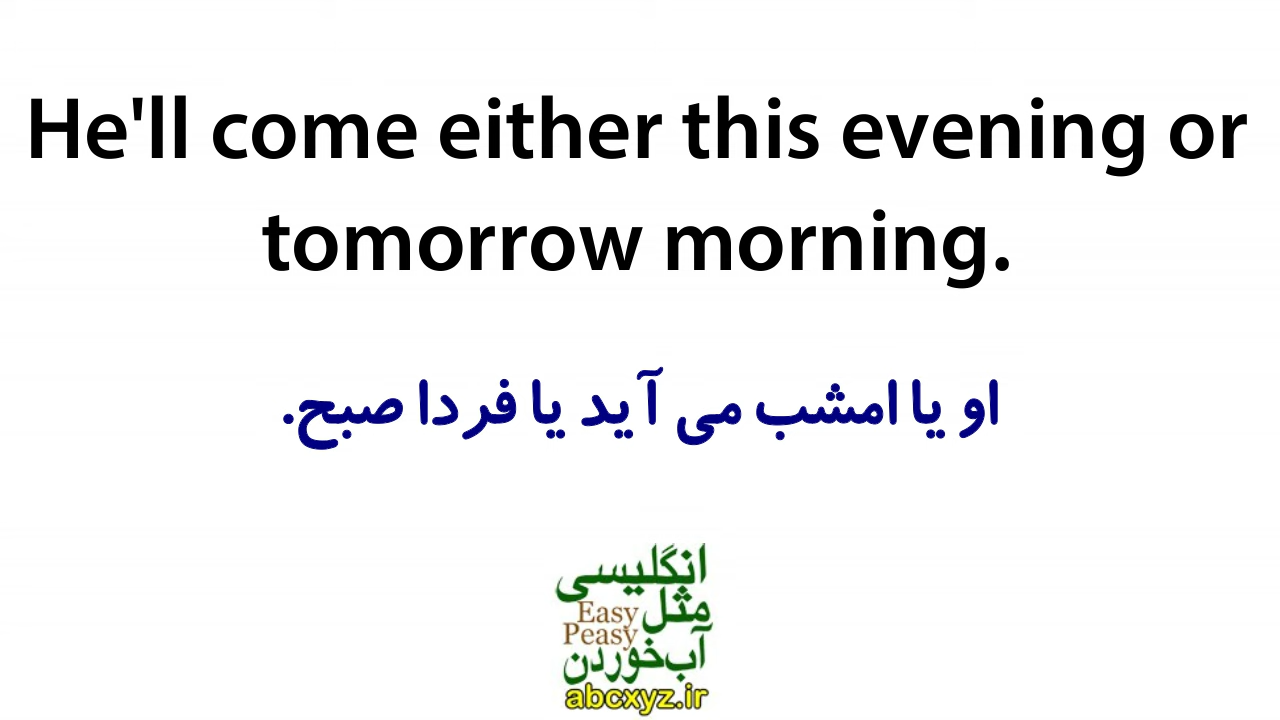 He'll come either this evening or
tomorrow morning.
او یا امشب می آید یا فردا صبح.
انگلیسی
مثل Easy
Peasy
آب‌خوردن
abcxyz.ir